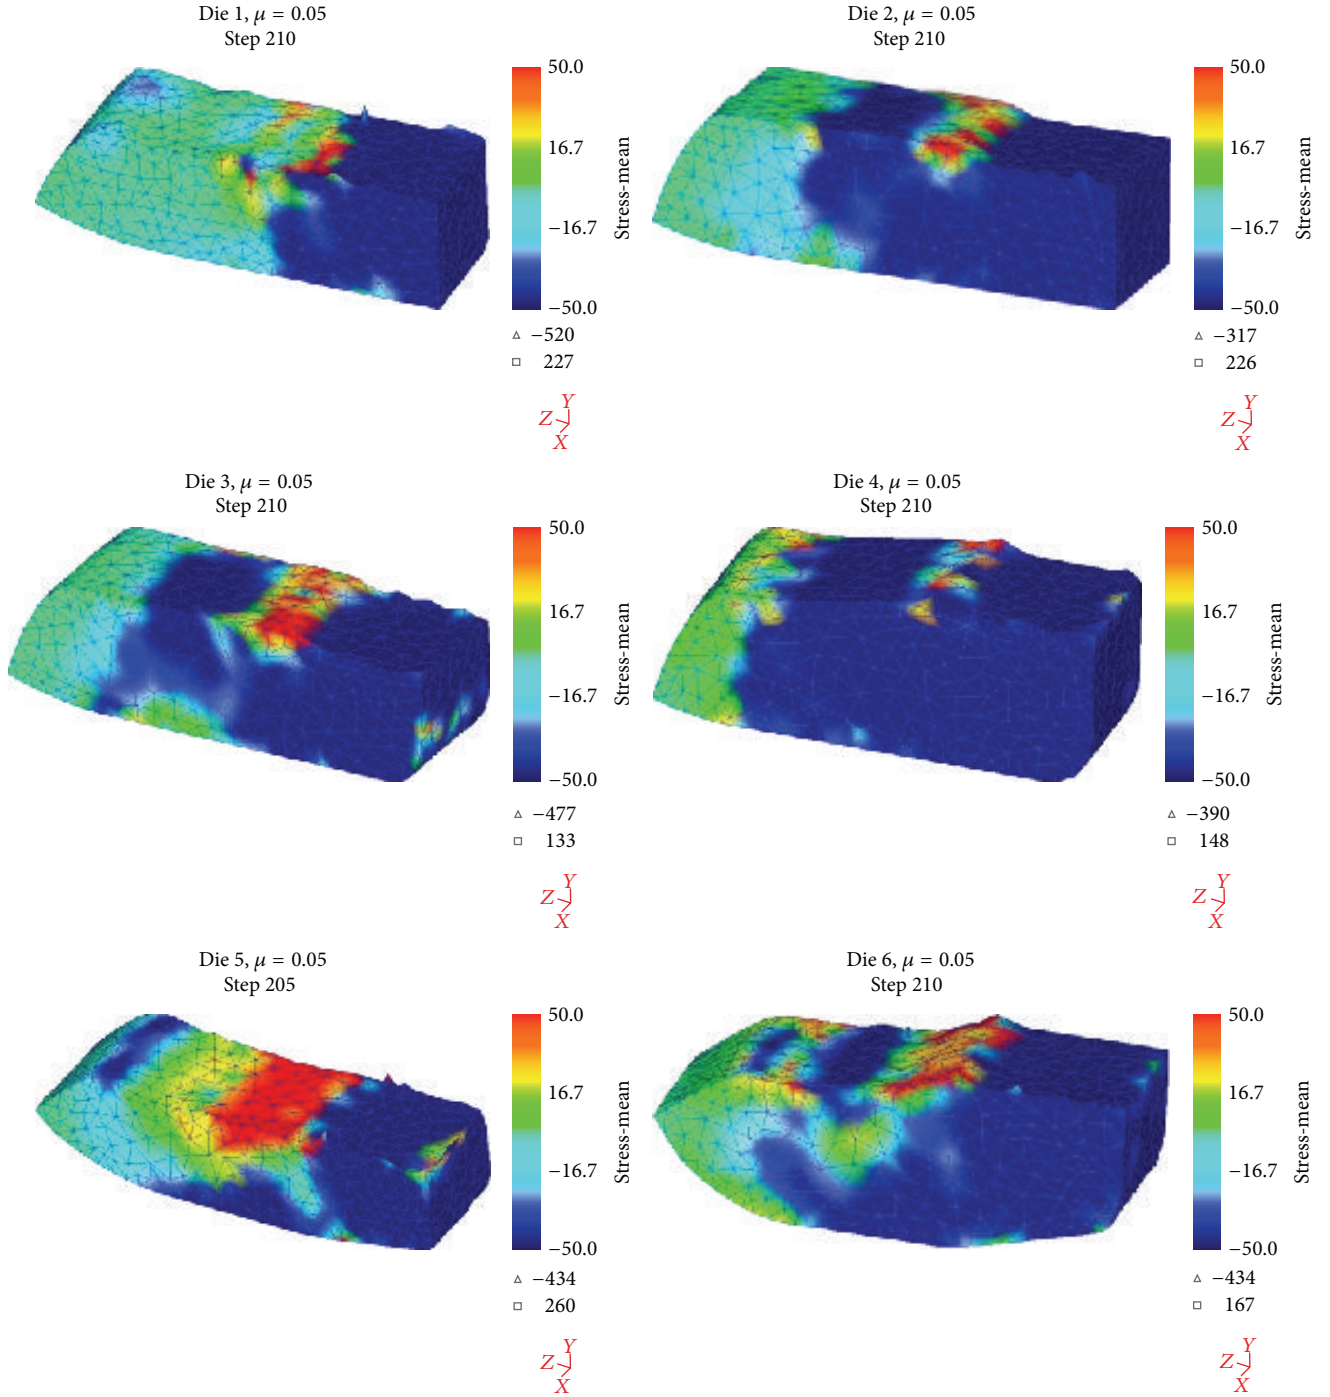 Die 1, μ = 0.05
Step 210
50.0
16.7
−16.7
−50.0
Stress-mean
△ −520
□ 227
Y
Z
X
Die 2, μ = 0.05
Step 210
50.0
16.7
−16.7
−50.0
Stress-mean
△ −317
□ 226
Y
Z
X
Die 3, μ = 0.05
Step 210
50.0
16.7
−16.7
−50.0
Stress-mean
△ −477
□ 133
Y
Z
X
Die 4, μ = 0.05
Step 210
50.0
16.7
−16.7
−50.0
Stress-mean
△ −390
□ 148
Y
Z
X
Die 5, μ = 0.05
Step 205
50.0
16.7
−16.7
−50.0
Stress-mean
△ −434
□ 260
Y
Z
X
Die 6, μ = 0.05
Step 210
50.0
16.7
−16.7
−50.0
Stress-mean
△ −434
□ 167
Y
Z
X